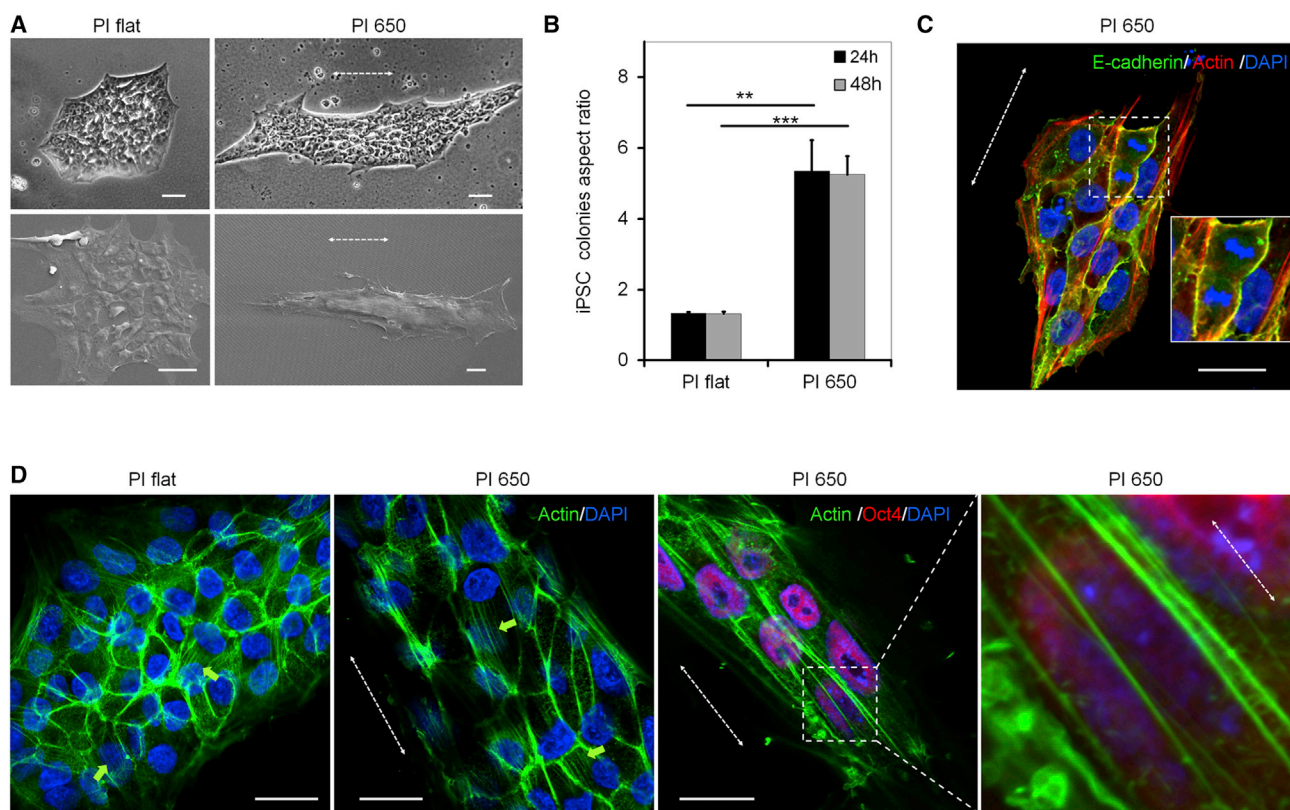 A
PI flat
PI 650
B
iPSC colonies aspect ratio
8
6
4
2
0
24h
48h
**
***
PI flat
PI 650
C
PI 650
E-cadherin/ Actin /DAPI
D
PI flat
PI 650
PI 650
PI 650
Actin/DAPI
Actin /Oct4/DAPI